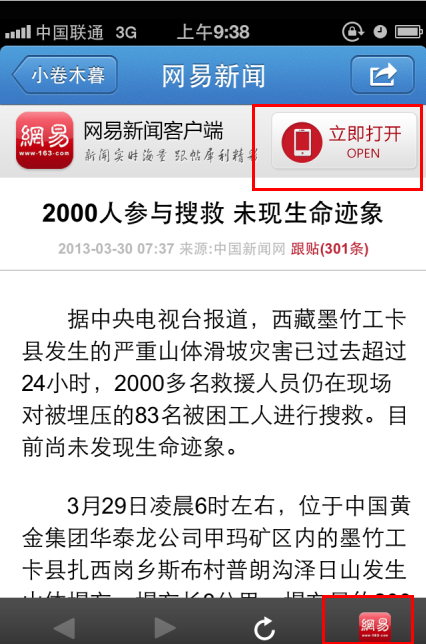 中国联通 3G 上午9:38
小卷木暮 网易新闻
網易 www·163·com 网易新闻客户端 立即打开
新闻实时海量 跟帖犀利精 OPEN
2000人参与搜救 未现生命迹象
2013-03-30 07:37 来源:中国新闻网 跟贴(301条)
据中央电视台报道，西藏墨竹工卡
县发生的严重山体滑坡灾害已过去超过
24小时，2000多名救援人员仍在现场
对被埋压的83名被困工人进行搜救。目
前尚未发现生命迹象。
3月29日凌晨6时左右，位于中国黄
金集团华泰龙公司甲玛矿区内的墨竹工
卡县扎西岗乡斯布村普朗沟泽日山发生
網易
www·163·com